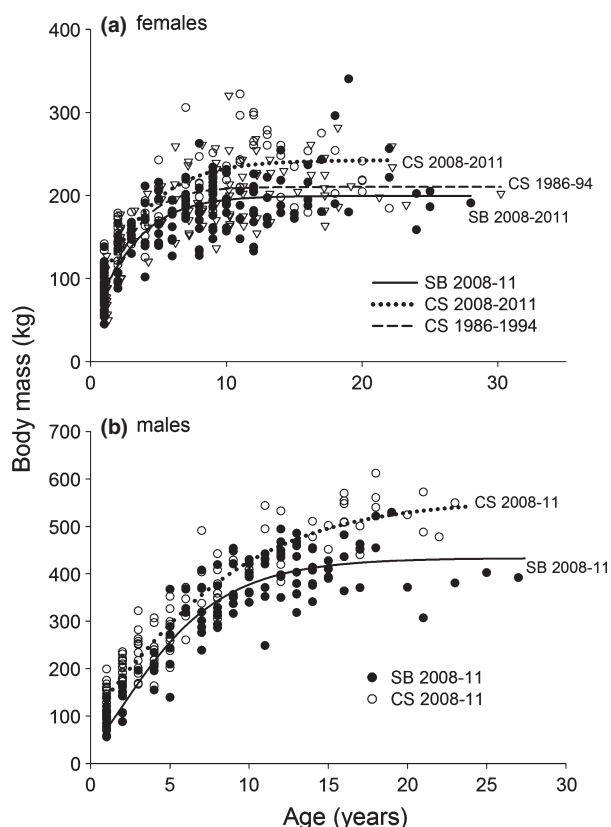 (a) females
400
300
200
100
0
Body mass (kg)
CS 2008-2011
CS 1986-94
SB 2008-2011
SB 2008-11
CS 2008-2011
CS 1986-1994
0 10 20 30
(b) males
700
600
500
400
300
200
100
0
CS 2008-11
SB 2008-11
SB 2008-11
CS 2008-11
0 5 10 15 20 25 30
Age (years)